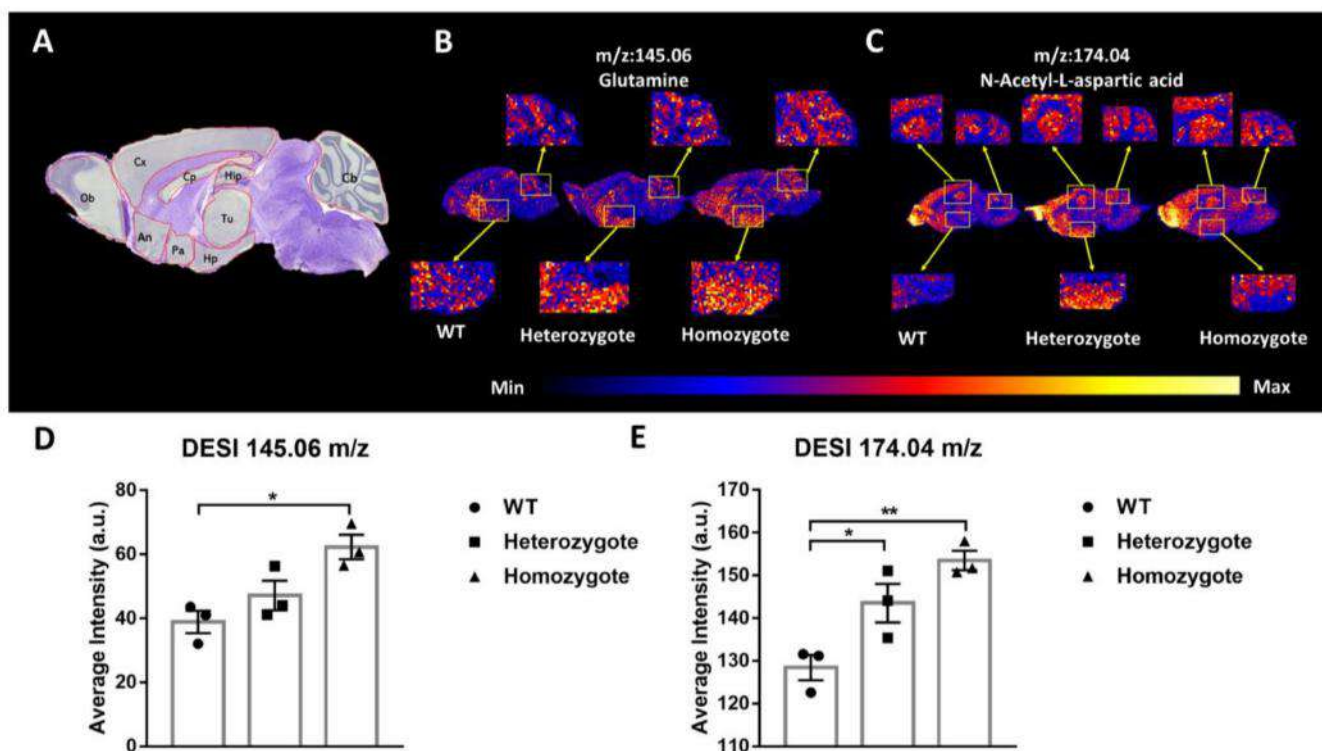 A
Cx
Cp
Hip
Cb
Ob
Tu
An
Pa
Hp
B
m/z:145.06
Glutamine
WT
Heterozygote
Homozygote
C
m/z:174.04
N-Acetyl-L-aspartic acid
WT
Heterozygote
Homozygote
Min
Max
D
DESI 145.06 m/z
Average Intensity (a.u.)
80
60
40
20
0
*
WT
Heterozygote
Homozygote
E
DESI 174.04 m/z
Average Intensity (a.u.)
170
160
150
140
130
120
110
*
**
WT
Heterozygote
Homozygote